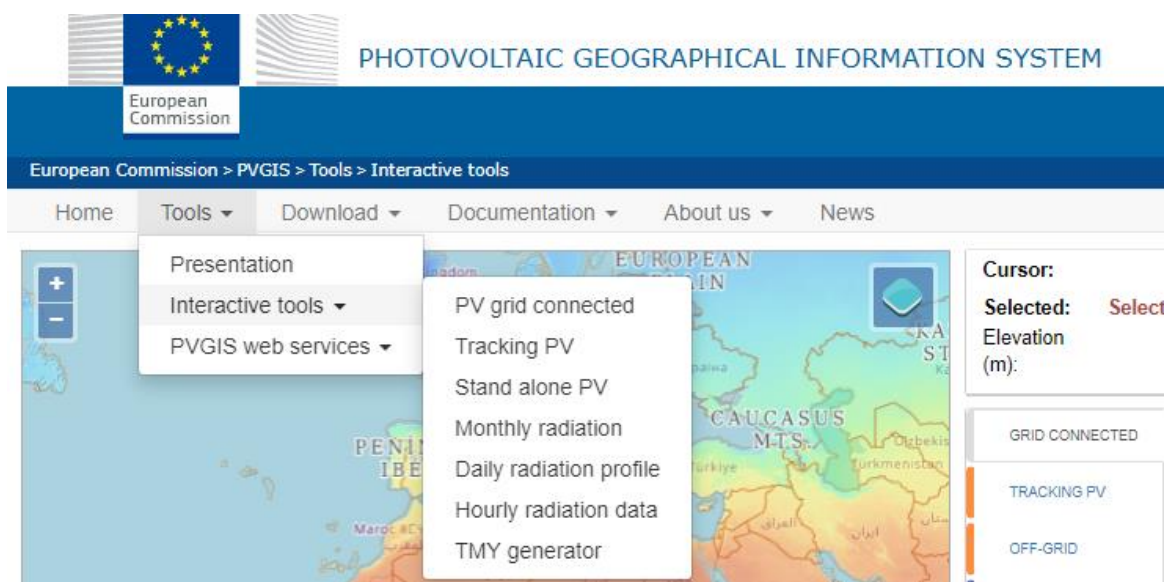 PHOTOVOLTAIC GEOGRAPHICAL INFORMATION SYSTEM
European
Commission
European Commission > PVGIS > Tools > Interactive tools
Home Tools Download Documentation About us News
+
−
Presentation
Interactive tools
PVGIS web services
PV grid connected
Tracking PV
Stand alone PV
Monthly radiation
Daily radiation profile
Hourly radiation data
TMY generator
EUROPEAN
CAUCASUS
MTS.
Türkiye
Maroc
Cursor:
Selected: Select
Elevation
(m):
GRID CONNECTED
TRACKING PV
OFF-GRID